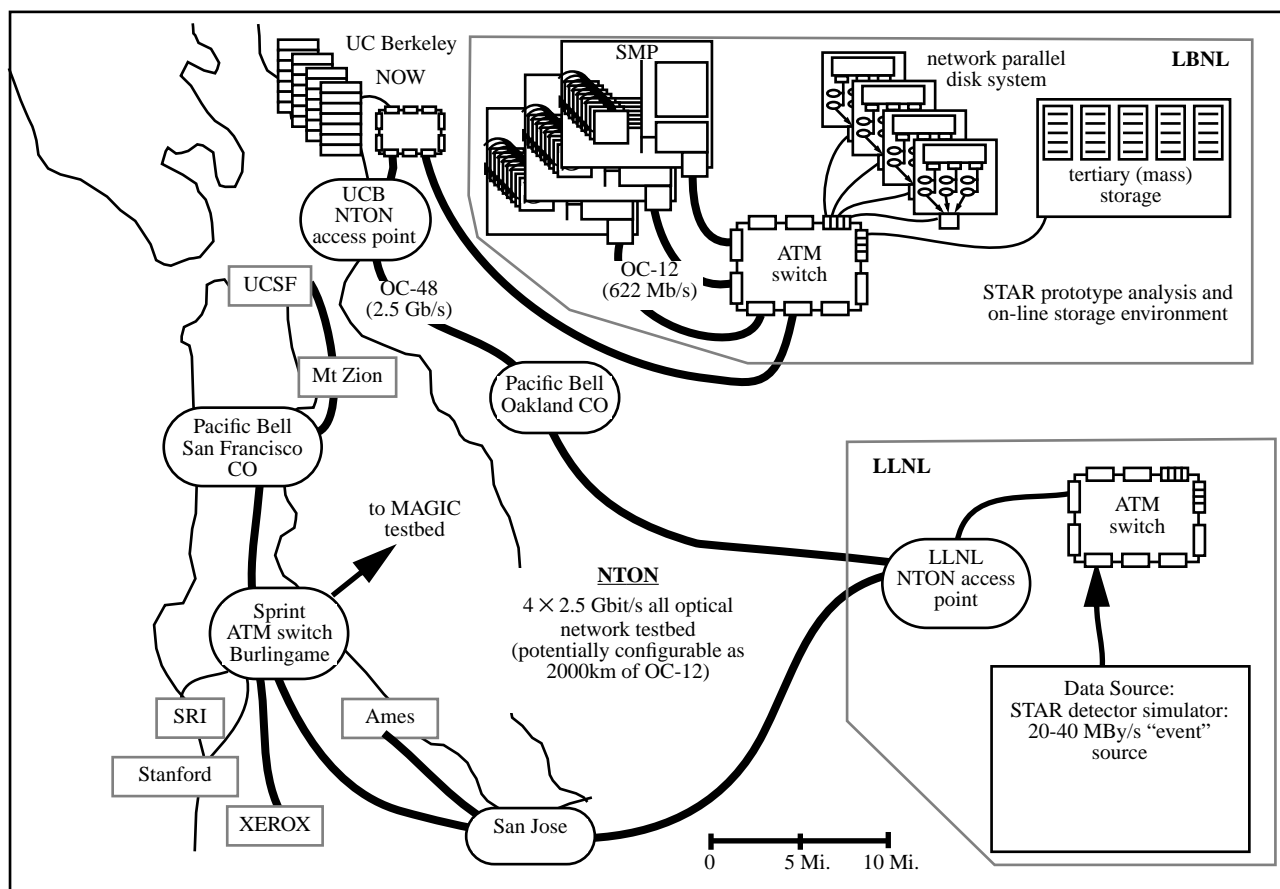 UC Berkeley
NOW
SMP
network parallel
disk system
LBNL
tertiary (mass)
storage
UCB
NTON
access point
ATM
switch
OC-12
(622 Mb/s)
OC-48
(2.5 Gb/s)
STAR prototype analysis and
on-line storage environment
UCSF
Mt Zion
Pacific Bell
Oakland CO
Pacific Bell
San Francisco
CO
LLNL
ATM
switch
to MAGIC
testbed
LLNL
NTON access
point
NTON
4 × 2.5 Gbit/s all optical
network testbed
(potentially configurable as
2000km of OC-12)
Sprint
ATM switch
Burlingame
SRI
Ames
Stanford
XEROX
San Jose
Data Source:
STAR detector simulator:
20-40 MBy/s “event”
source
0 5 Mi. 10 Mi.